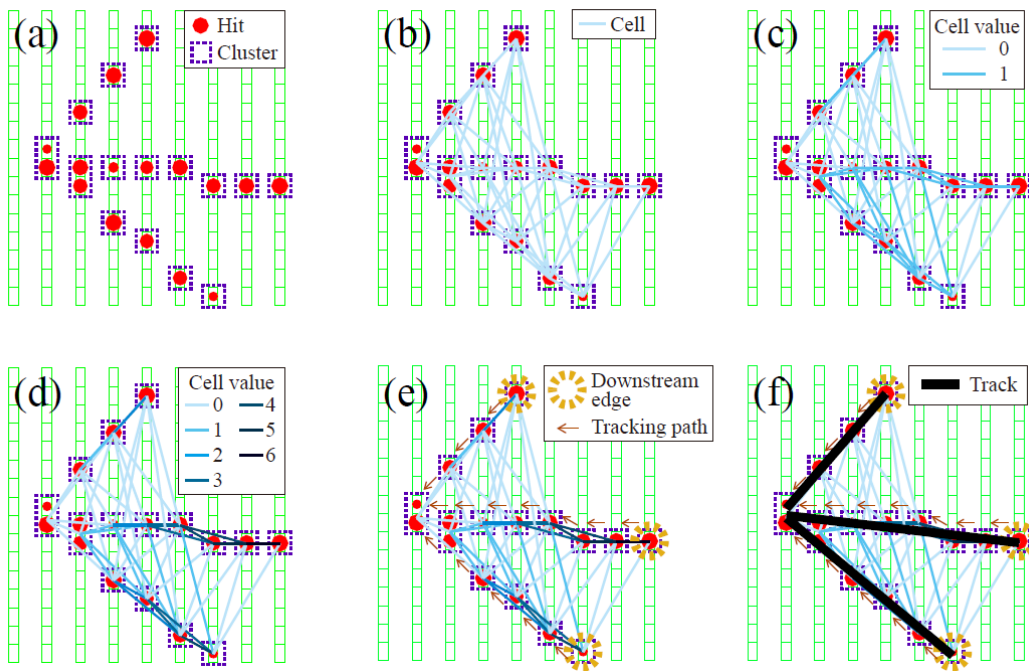 (a)
Hit
Cluster
(b)
Cell
(c)
Cell value
0
1
(d)
Cell value
0 4
1 5
2 6
3
(e)
Downstream
edge
Tracking path
(f)
Track